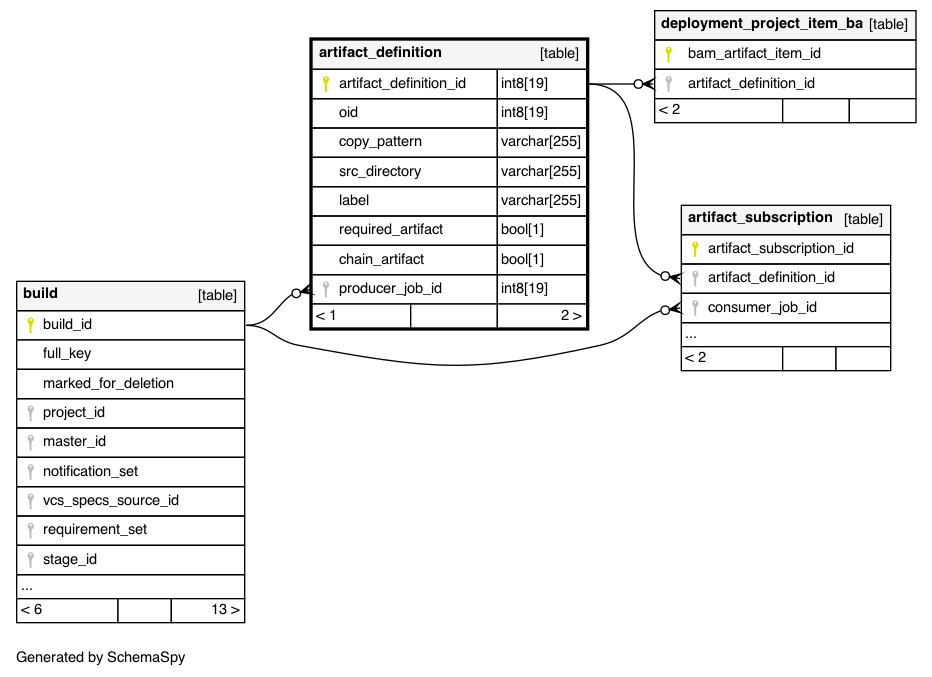 deployment_project_item_ba [table]
bam_artifact_item_id
artifact_definition_id
< 2
artifact_definition [table]
artifact_definition_id int8[19]
oid int8[19]
copy_pattern varchar[255]
src_directory varchar[255]
label varchar[255]
required_artifact bool[1]
chain_artifact bool[1]
producer_job_id int8[19]
< 1 2 >
artifact_subscription [table]
artifact_subscription_id
artifact_definition_id
consumer_job_id
...
< 2
build [table]
build_id
full_key
marked_for_deletion
project_id
master_id
notification_set
vcs_specs_source_id
requirement_set
stage_id
...
< 6 13 >
Generated by SchemaSpy